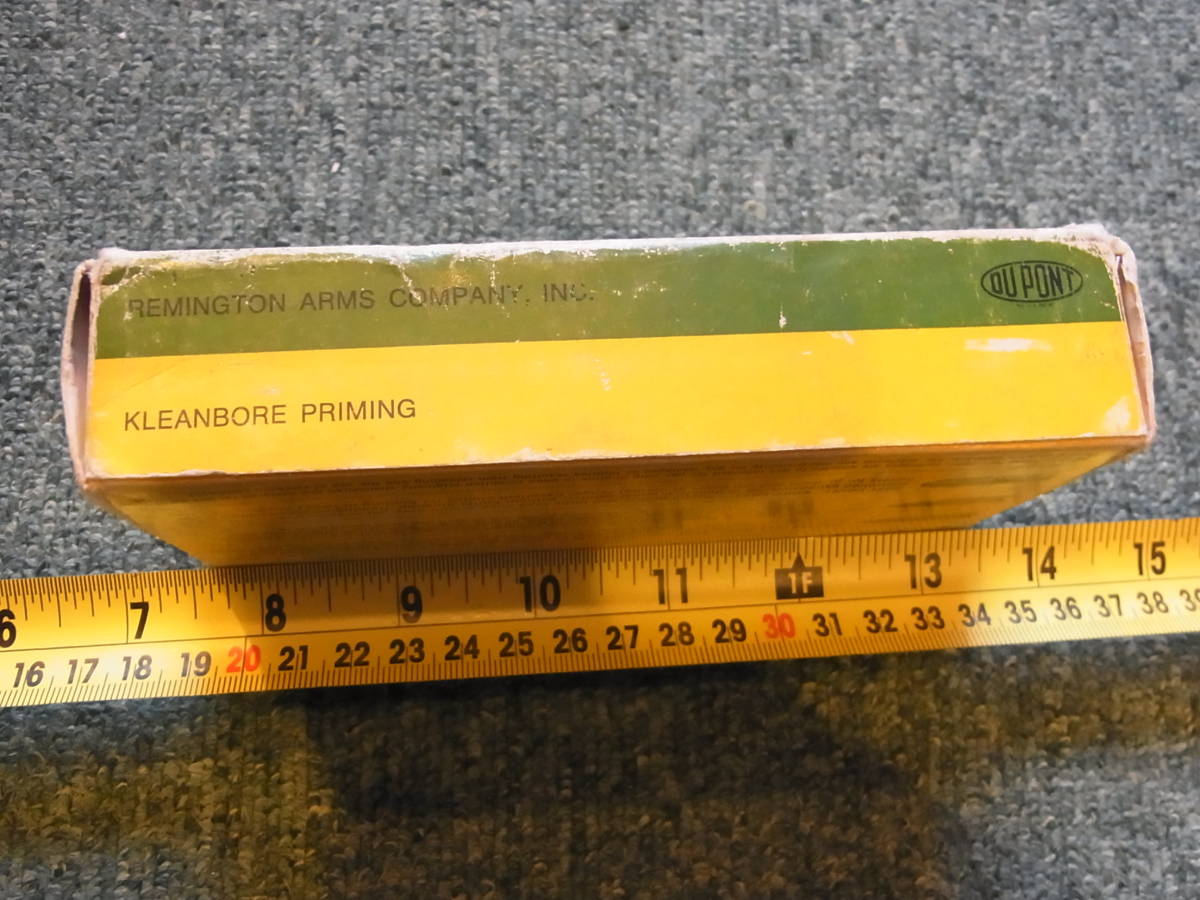 REMINGTON ARMS COMPANY, INC.
DU PONT
KLEANBORE PRIMING
6 7 8 9 10 11 1F 13 14 15
16 17 18 19 20 21 22 23 24 25 26 27 28 29 30 31 32 33 34 35 36 37 38